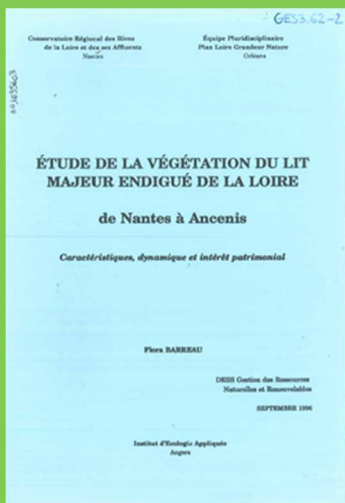 GES3.62-2
Conservatoire Régional des Rives
de la Loire et des ses Affluents
Nantes
Équipe Pluridisciplinaire
Plan Loire Grandeur Nature
Orléans
ÉTUDE DE LA VÉGÉTATION DU LIT
MAJEUR ENDIGUÉ DE LA LOIRE
de Nantes à Ancenis
Caractéristiques, dynamique et intérêt patrimonial
Flora BARREAU
DESS Gestion des Ressources
Naturelles et Renouvelables
SEPTEMBRE 1996
Institut d'Ecologie Appliquée
Angers